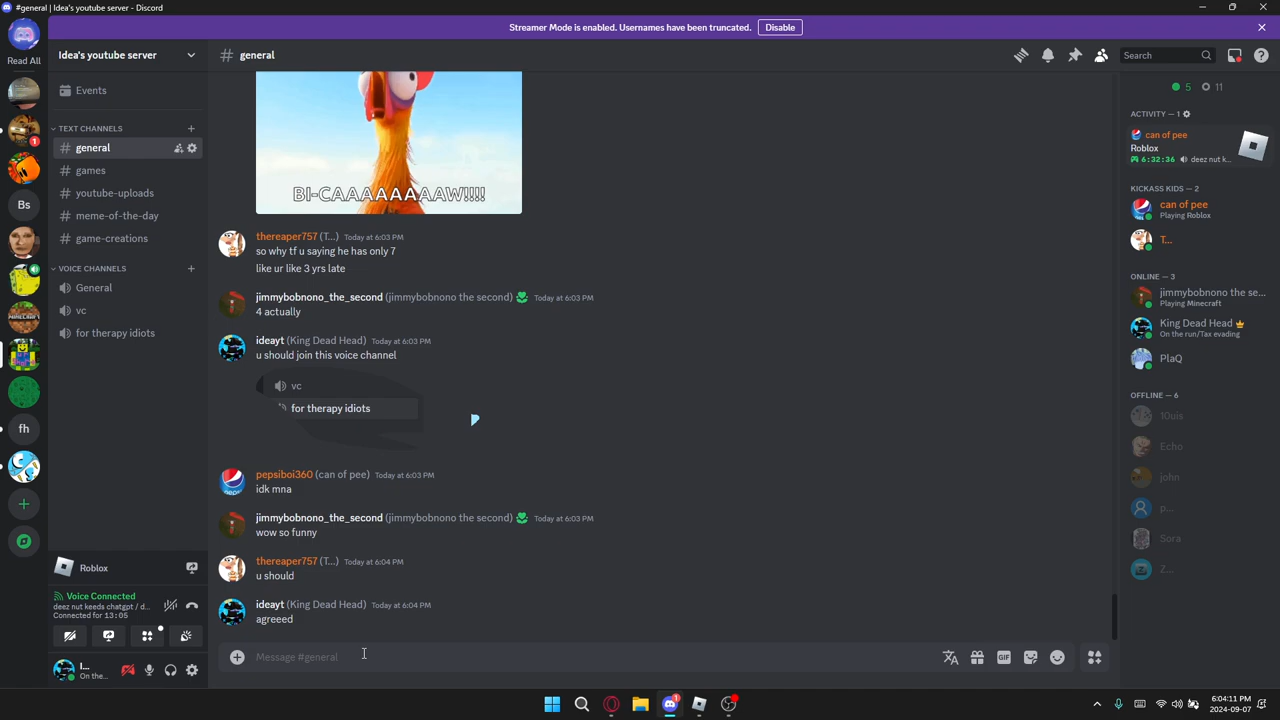 #general | Idea's youtube server - Discord
Streamer Mode is enabled. Usernames have been truncated. Disable
Read All
Idea's youtube server
# general
Search
Events
TEXT CHANNELS
# general
# games
# youtube-uploads
# meme-of-the-day
# game-creations
VOICE CHANNELS
General
vc
for therapy idiots
1
Bs
fh
BI-CAAAAAAAAW!!!!
thereaper757 (T...) Today at 6:03 PM
so why tf u saying he has only 7
like ur like 3 yrs late
jimmybobnono_the_second (jimmybobnono the second) Today at 6:03 PM
4 actually
ideayt (King Dead Head) Today at 6:03 PM
u should join this voice channel
vc
for therapy idiots
pepsiboi360 (can of pee) Today at 6:03 PM
idk mna
jimmybobnono_the_second (jimmybobnono the second) Today at 6:03 PM
wow so funny
thereaper757 (T...) Today at 6:04 PM
u should
ideayt (King Dead Head) Today at 6:04 PM
agreeed
Message #general
GIF
5 11
ACTIVITY — 1
can of pee
Roblox
6:32:36 deez nut k...
KICKASS KIDS — 2
can of pee
Playing Roblox
T...
ONLINE — 3
jimmybobnono the se...
Playing Minecraft
King Dead Head
On the run/Tax evading
PlaQ
OFFLINE — 6
10uis
Echo
john
p...
Sora
Z...
Roblox
Voice Connected
deez nut keeds chatgpt / d...
Connected for 13:05
I...
On the...
1
6:04:11 PM
2024-09-07